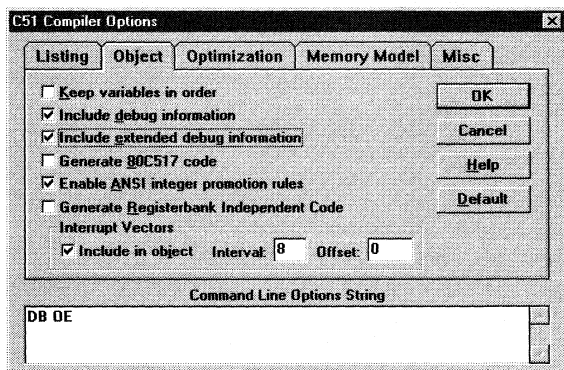 C51 Compiler Options
Listing Object Optimization Memory Model Misc
Keep variables in order
Include debug information
Include extended debug information
Generate 80C517 code
Enable ANSI integer promotion rules
Generate Registerbank Independent Code
Interrupt Vectors
Include in object Interval: 8 Offset: 0
OK
Cancel
Help
Default
Command Line Options String
DB OE